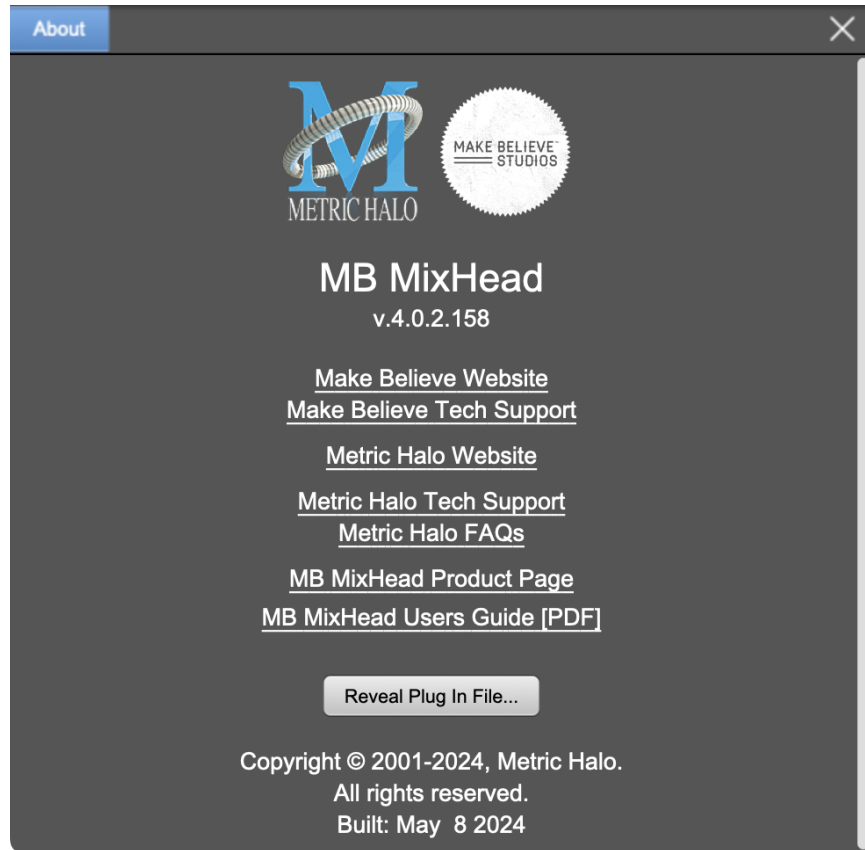 About
METRIC HALO
MAKE BELIEVE™
STUDIOS
MB MixHead
v.4.0.2.158
Make Believe Website
Make Believe Tech Support
Metric Halo Website
Metric Halo Tech Support
Metric Halo FAQs
MB MixHead Product Page
MB MixHead Users Guide [PDF]
Reveal Plug In File...
Copyright © 2001-2024, Metric Halo.
All rights reserved.
Built: May  8 2024